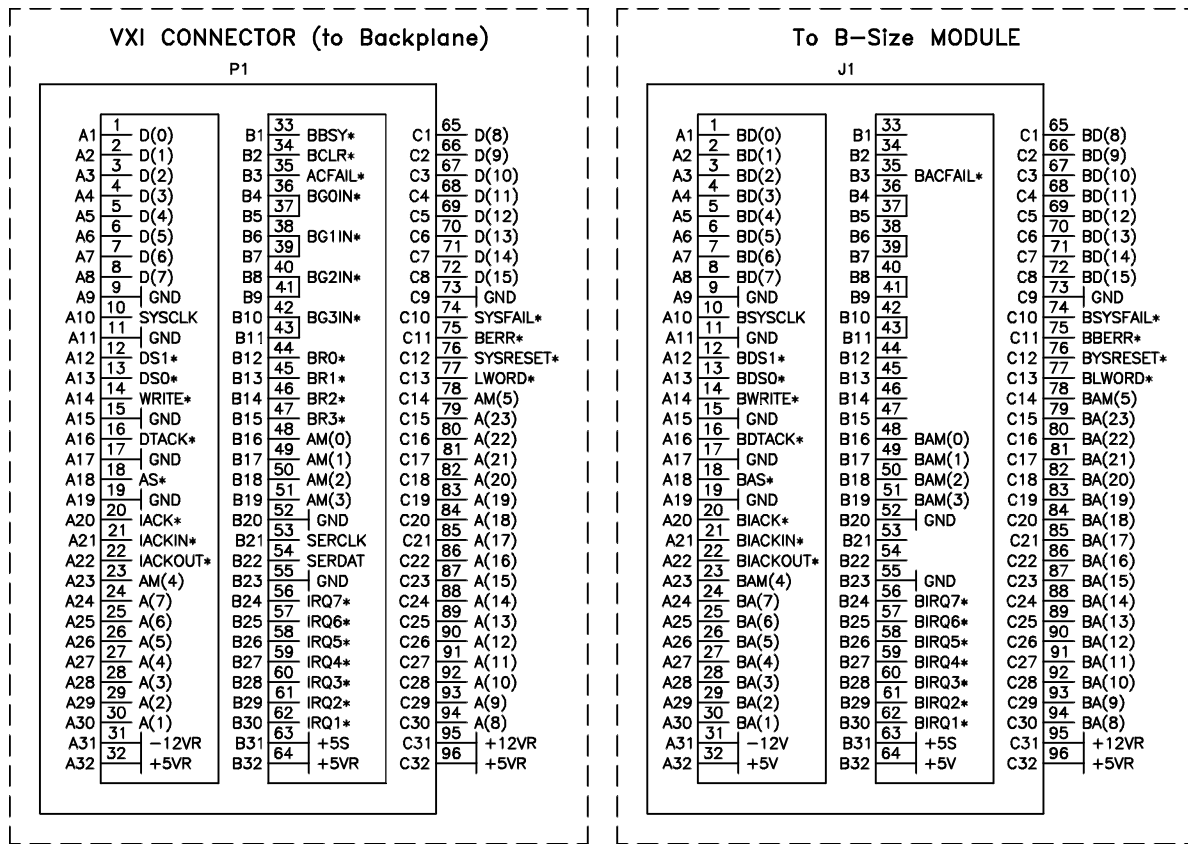 VXI CONNECTOR (to Backplane)
P1
A1 1 D(0)
A2 2 D(1)
A3 3 D(2)
A4 4 D(3)
A5 5 D(4)
A6 6 D(5)
A7 7 D(6)
A8 8 D(7)
A9 9 GND
A10 10 SYSCLK
A11 11 GND
A12 12 DS1*
A13 13 DS0*
A14 14 WRITE*
A15 15 GND
A16 16 DTACK*
A17 17 GND
A18 18 AS*
A19 19 GND
A20 20 IACK*
A21 21 IACKIN*
A22 22 IACKOUT*
A23 23 AM(4)
A24 24 A(7)
A25 25 A(6)
A26 26 A(5)
A27 27 A(4)
A28 28 A(3)
A29 29 A(2)
A30 30 A(1)
A31 31 -12VR
A32 32 +5VR
B1 33 BBSY*
B2 34 BCLR*
B3 35 ACFAIL*
B4 36 BG0IN*
B5 37
B6 38 BG1IN*
B7 39
B8 40 BG2IN*
B9 41
B10 42 BG3IN*
B11 43
B12 44 BR0*
B13 45 BR1*
B14 46 BR2*
B15 47 BR3*
B16 48 AM(0)
B17 49 AM(1)
B18 50 AM(2)
B19 51 AM(3)
B20 52 GND
B21 53 SERCLK
B22 54 SERDAT
B23 55 GND
B24 56 IRQ7*
B25 57 IRQ6*
B26 58 IRQ5*
B27 59 IRQ4*
B28 60 IRQ3*
B29 61 IRQ2*
B30 62 IRQ1*
B31 63 +5S
B32 64 +5VR
C1 65 D(8)
C2 66 D(9)
C3 67 D(10)
C4 68 D(11)
C5 69 D(12)
C6 70 D(13)
C7 71 D(14)
C8 72 D(15)
C9 73 GND
C10 74 SYSFAIL*
C11 75 BERR*
C12 76 SYSRESET*
C13 77 LWORD*
C14 78 AM(5)
C15 79 A(23)
C16 80 A(22)
C17 81 A(21)
C18 82 A(20)
C19 83 A(19)
C20 84 A(18)
C21 85 A(17)
C22 86 A(16)
C23 87 A(15)
C24 88 A(14)
C25 89 A(13)
C26 90 A(12)
C27 91 A(11)
C28 92 A(10)
C29 93 A(9)
C30 94 A(8)
C31 95 +12VR
C32 96 +5VR
To B-Size MODULE
J1
A1 1 BD(0)
A2 2 BD(1)
A3 3 BD(2)
A4 4 BD(3)
A5 5 BD(4)
A6 6 BD(5)
A7 7 BD(6)
A8 8 BD(7)
A9 9 GND
A10 10 BSYSCLK
A11 11 GND
A12 12 BDS1*
A13 13 BDS0*
A14 14 BWRITE*
A15 15 GND
A16 16 BDTACK*
A17 17 GND
A18 18 BAS*
A19 19 GND
A20 20 BIACK*
A21 21 BIACKIN*
A22 22 BIACKOUT*
A23 23 BAM(4)
A24 24 BA(7)
A25 25 BA(6)
A26 26 BA(5)
A27 27 BA(4)
A28 28 BA(3)
A29 29 BA(2)
A30 30 BA(1)
A31 31 -12V
A32 32 +5V
B1 33
B2 34
B3 35 BACFAIL*
B4 36
B5 37
B6 38
B7 39
B8 40
B9 41
B10 42
B11 43
B12 44
B13 45
B14 46
B15 47
B16 48 BAM(0)
B17 49 BAM(1)
B18 50 BAM(2)
B19 51 BAM(3)
B20 52 GND
B21 53
B22 54
B23 55 GND
B24 56 BIRQ7*
B25 57 BIRQ6*
B26 58 BIRQ5*
B27 59 BIRQ4*
B28 60 BIRQ3*
B29 61 BIRQ2*
B30 62 BIRQ1*
B31 63 +5S
B32 64 +5V
C1 65 BD(8)
C2 66 BD(9)
C3 67 BD(10)
C4 68 BD(11)
C5 69 BD(12)
C6 70 BD(13)
C7 71 BD(14)
C8 72 BD(15)
C9 73 GND
C10 74 BSYSFAIL*
C11 75 BBERR*
C12 76 BYSRESET*
C13 77 BLWORD*
C14 78 BAM(5)
C15 79 BA(23)
C16 80 BA(22)
C17 81 BA(21)
C18 82 BA(20)
C19 83 BA(19)
C20 84 BA(18)
C21 85 BA(17)
C22 86 BA(16)
C23 87 BA(15)
C24 88 BA(14)
C25 89 BA(13)
C26 90 BA(12)
C27 91 BA(11)
C28 92 BA(10)
C29 93 BA(9)
C30 94 BA(8)
C31 95 +12VR
C32 96 +5VR